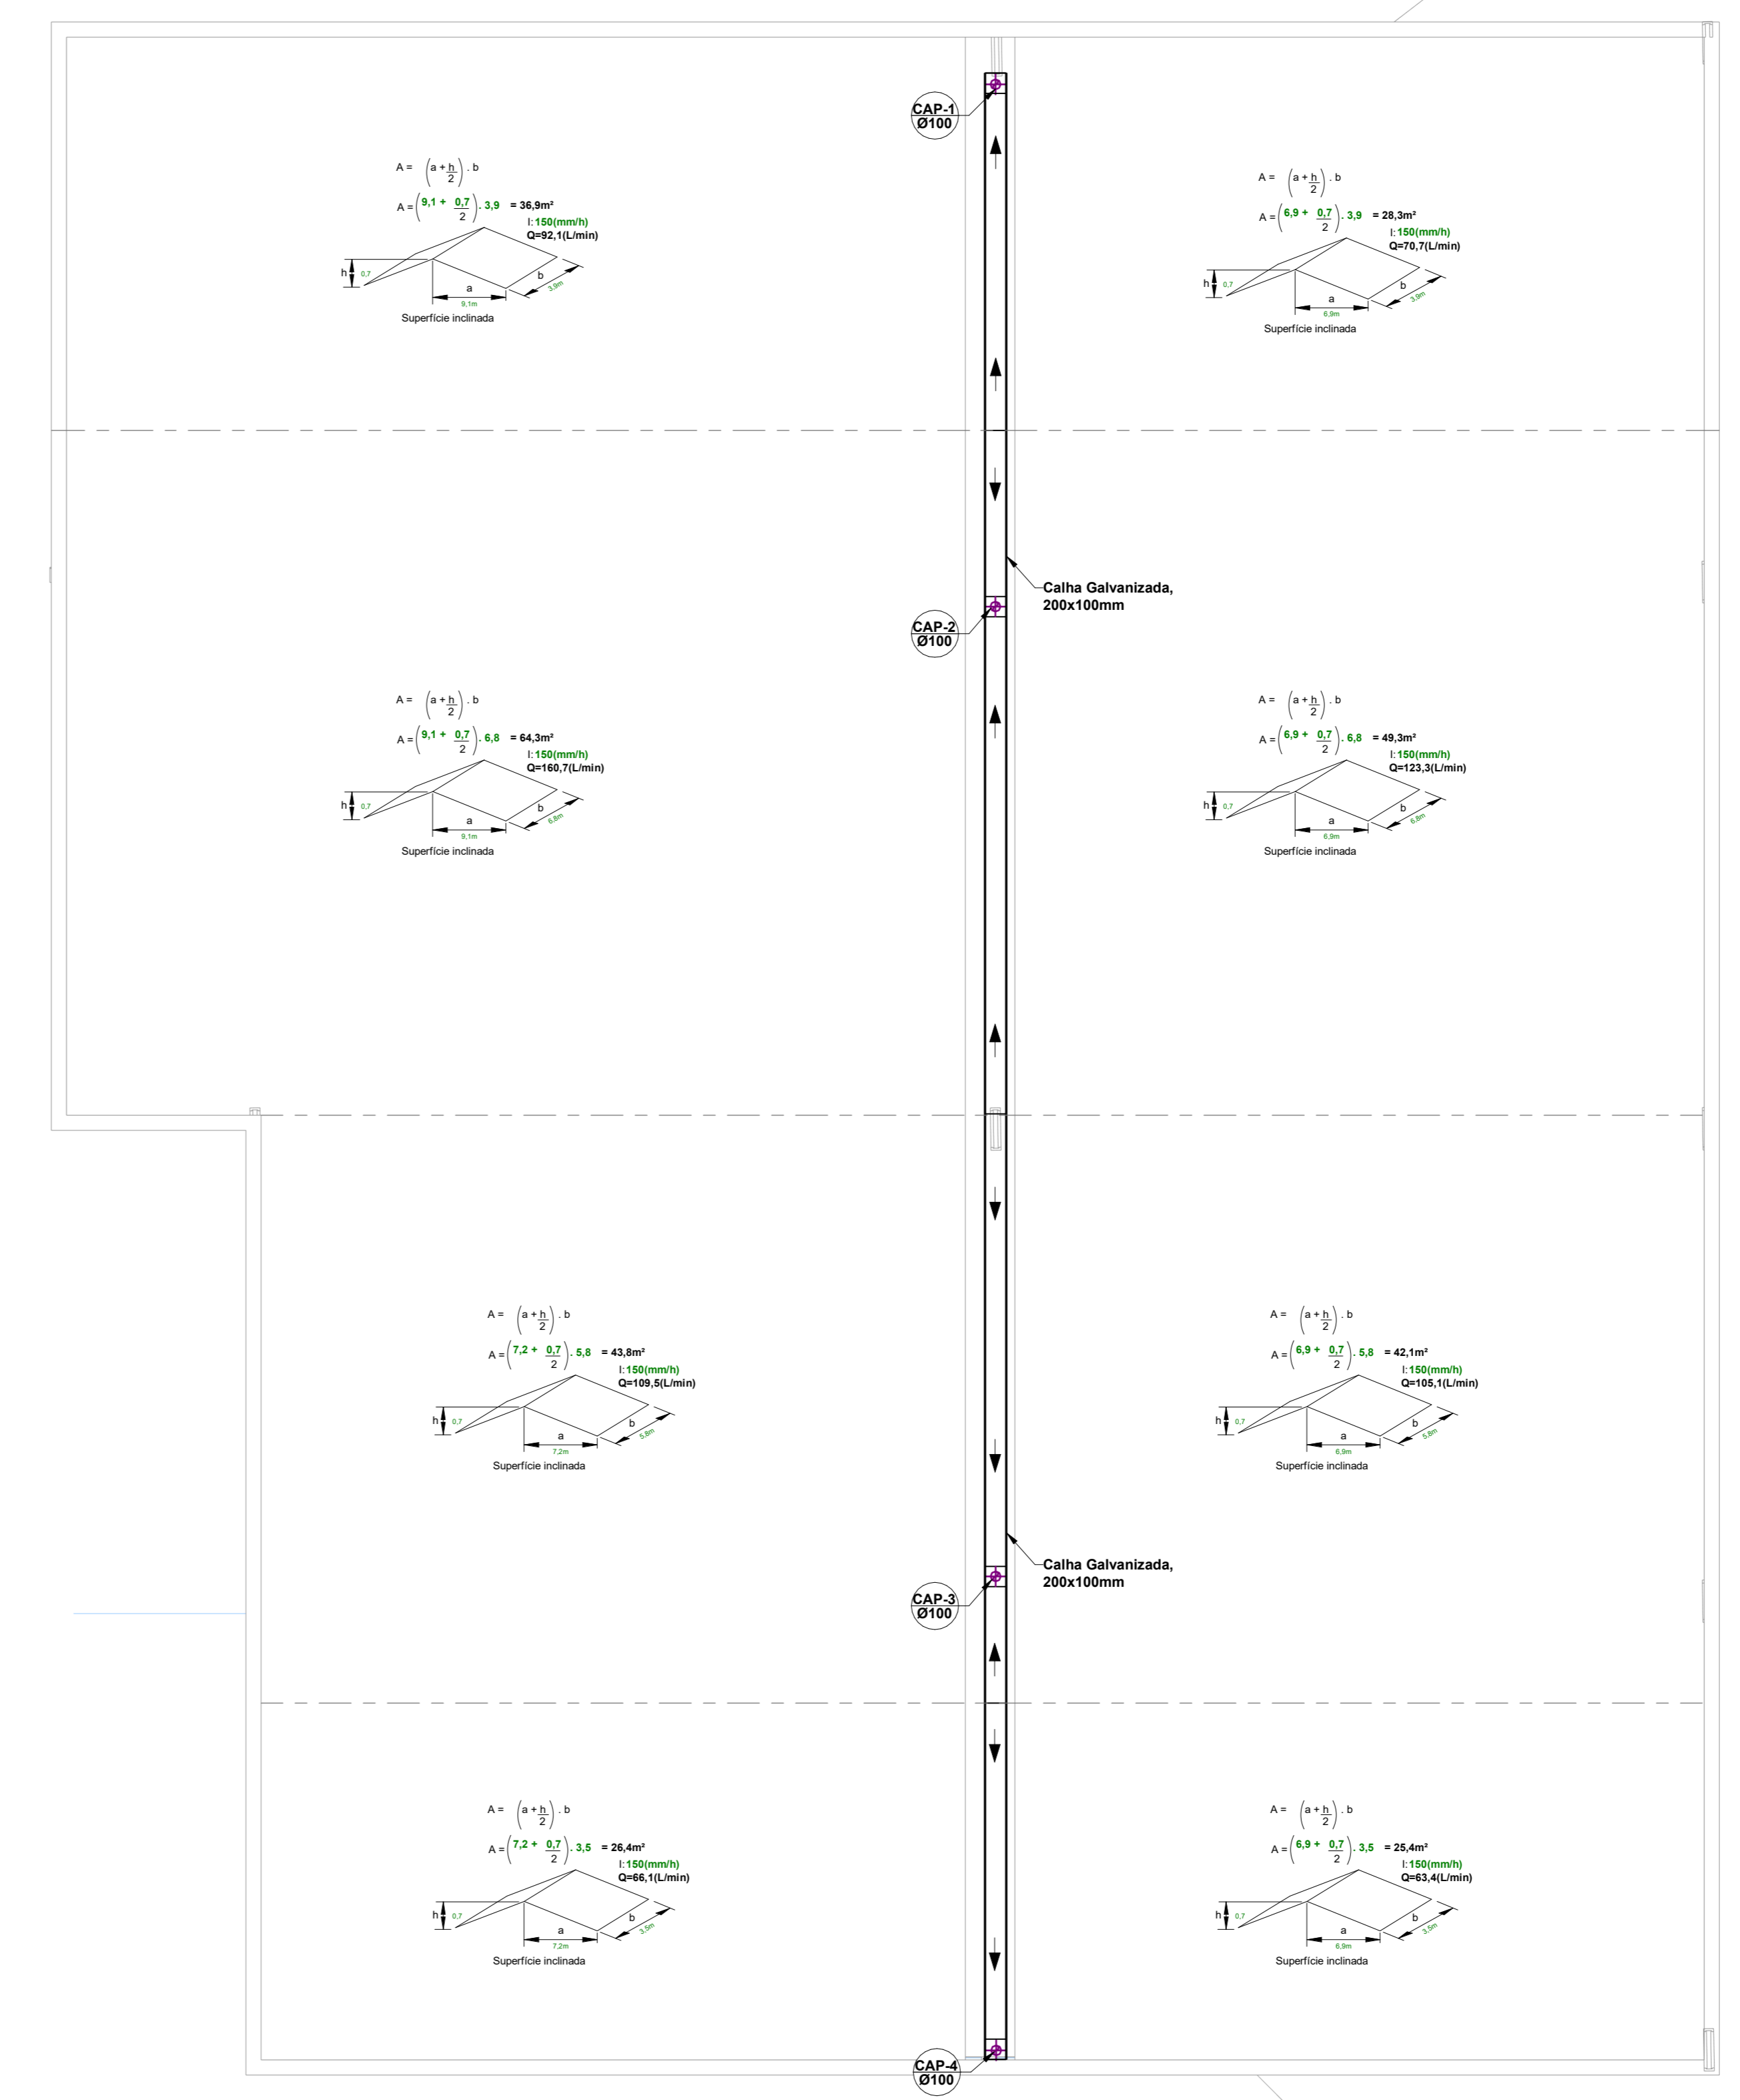 CAP-1
Ø100
A = (a + h/2) . b
A = (9,1 + 0,7/2) . 3,9 = 36,9m²
I: 150(mm/h)
Q=92,1(L/min)
h 0,7
a
9,1m
b
3,9m
Superfície inclinada
A = (a + h/2) . b
A = (6,9 + 0,7/2) . 3,9 = 28,3m²
I: 150(mm/h)
Q=70,7(L/min)
h 0,7
a
6,9m
b
3,9m
Superfície inclinada
Calha Galvanizada,
200x100mm
CAP-2
Ø100
A = (a + h/2) . b
A = (9,1 + 0,7/2) . 6,8 = 64,3m²
I: 150(mm/h)
Q=160,7(L/min)
h 0,7
a
9,1m
b
6,8m
Superfície inclinada
A = (a + h/2) . b
A = (6,9 + 0,7/2) . 6,8 = 49,3m²
I: 150(mm/h)
Q=123,3(L/min)
h 0,7
a
6,9m
b
6,8m
Superfície inclinada
A = (a + h/2) . b
A = (7,2 + 0,7/2) . 5,8 = 43,8m²
I: 150(mm/h)
Q=109,5(L/min)
h 0,7
a
7,2m
b
5,8m
Superfície inclinada
A = (a + h/2) . b
A = (6,9 + 0,7/2) . 5,8 = 42,1m²
I: 150(mm/h)
Q=105,1(L/min)
h 0,7
a
6,9m
b
5,8m
Superfície inclinada
Calha Galvanizada,
200x100mm
CAP-3
Ø100
A = (a + h/2) . b
A = (7,2 + 0,7/2) . 3,5 = 26,4m²
I: 150(mm/h)
Q=66,1(L/min)
h 0,7
a
7,2m
b
3,5m
Superfície inclinada
A = (a + h/2) . b
A = (6,9 + 0,7/2) . 3,5 = 25,4m²
I: 150(mm/h)
Q=63,4(L/min)
h 0,7
a
6,9m
b
3,5m
Superfície inclinada
CAP-4
Ø100